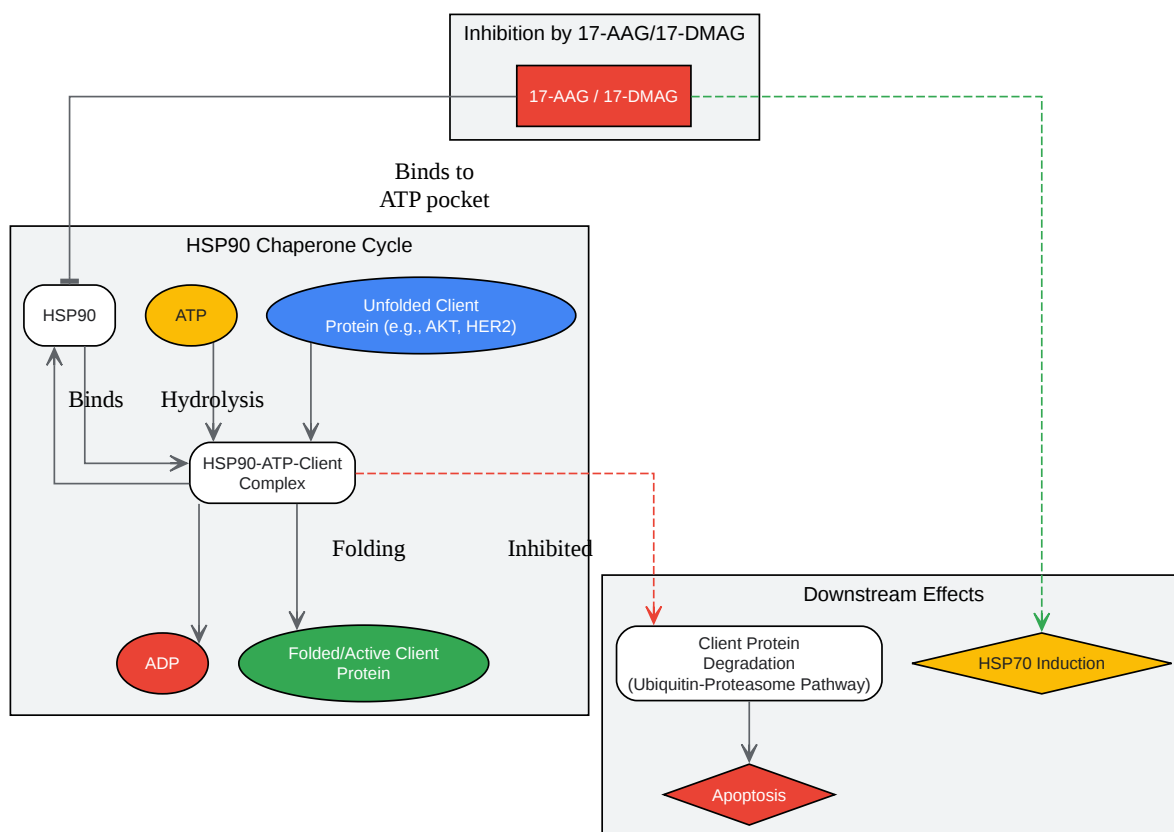 Inhibition by 17-AAG/17-DMAG
17-AAG / 17-DMAG
Binds to
ATP pocket
HSP90 Chaperone Cycle
HSP90
ATP
Unfolded Client
Protein (e.g., AKT, HER2)
Binds
Hydrolysis
HSP90-ATP-Client
Complex
Folding
Inhibited
ADP
Folded/Active Client
Protein
Downstream Effects
Client Protein
Degradation
(Ubiquitin-Proteasome Pathway)
HSP70 Induction
Apoptosis